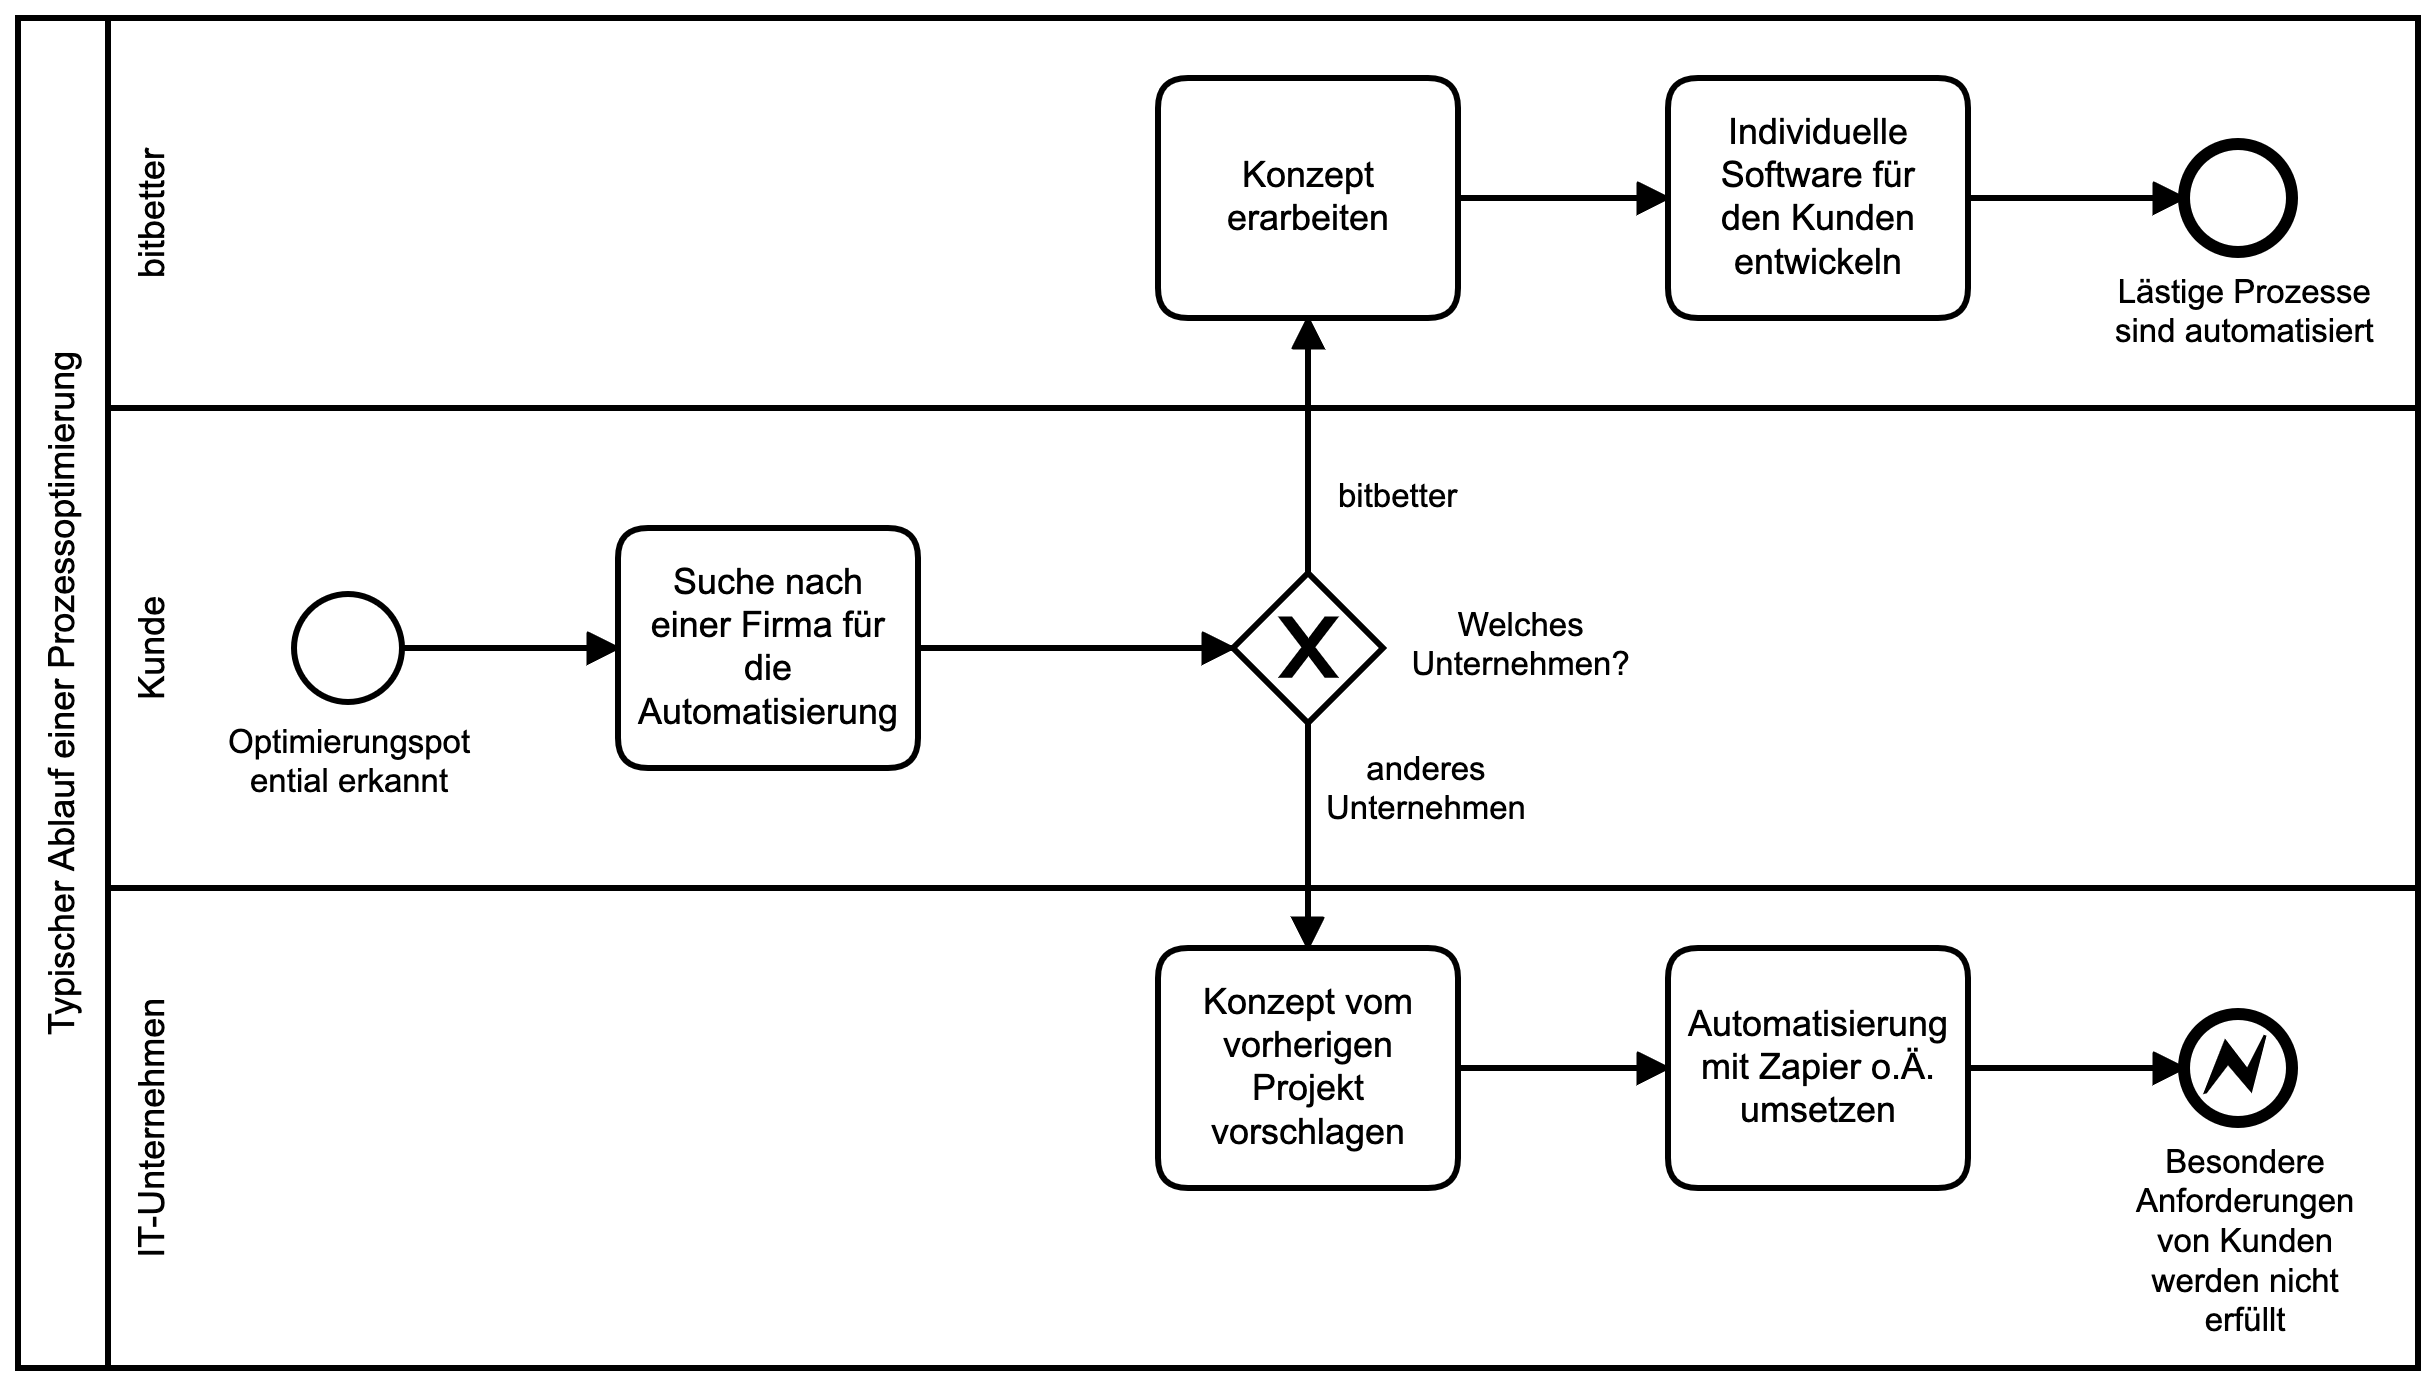 Typischer Ablauf einer Prozessoptimierung
bitbetter
Konzept
erarbeiten
Individuelle
Software für
den Kunden
entwickeln
Lästige Prozesse
sind automatisiert
Kunde
Optimierungspot
ential erkannt
Suche nach
einer Firma für
die
Automatisierung
bitbetter
Welches
Unternehmen?
anderes
Unternehmen
IT-Unternehmen
Konzept vom
vorherigen
Projekt
vorschlagen
Automatisierung
mit Zapier o.Ä.
umsetzen
Besondere
Anforderungen
von Kunden
werden nicht
erfüllt